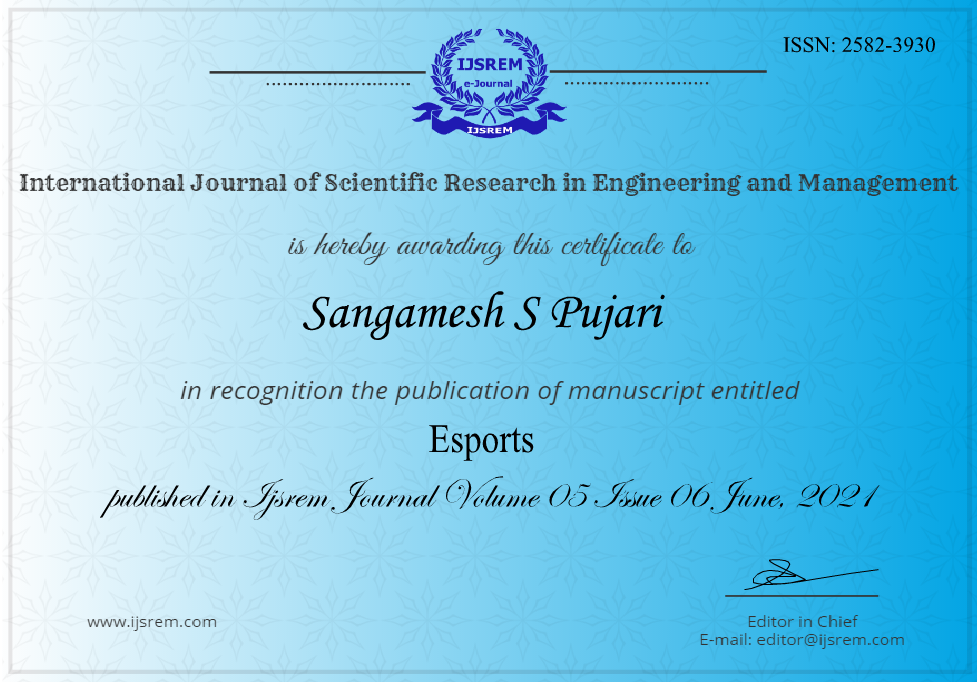 ISSN: 2582-3930
IJSREM
e-Journal
IJSREM
International Journal of Scientific Research in Engineering and Management
is hereby awarding this certificate to
Sangamesh S Pujari
in recognition the publication of manuscript entitled
Esports
published in Ijsrem Journal Volume 05 Issue 06 June, 2021
www.ijsrem.com
Editor in Chief
E-mail: editor@ijsrem.com